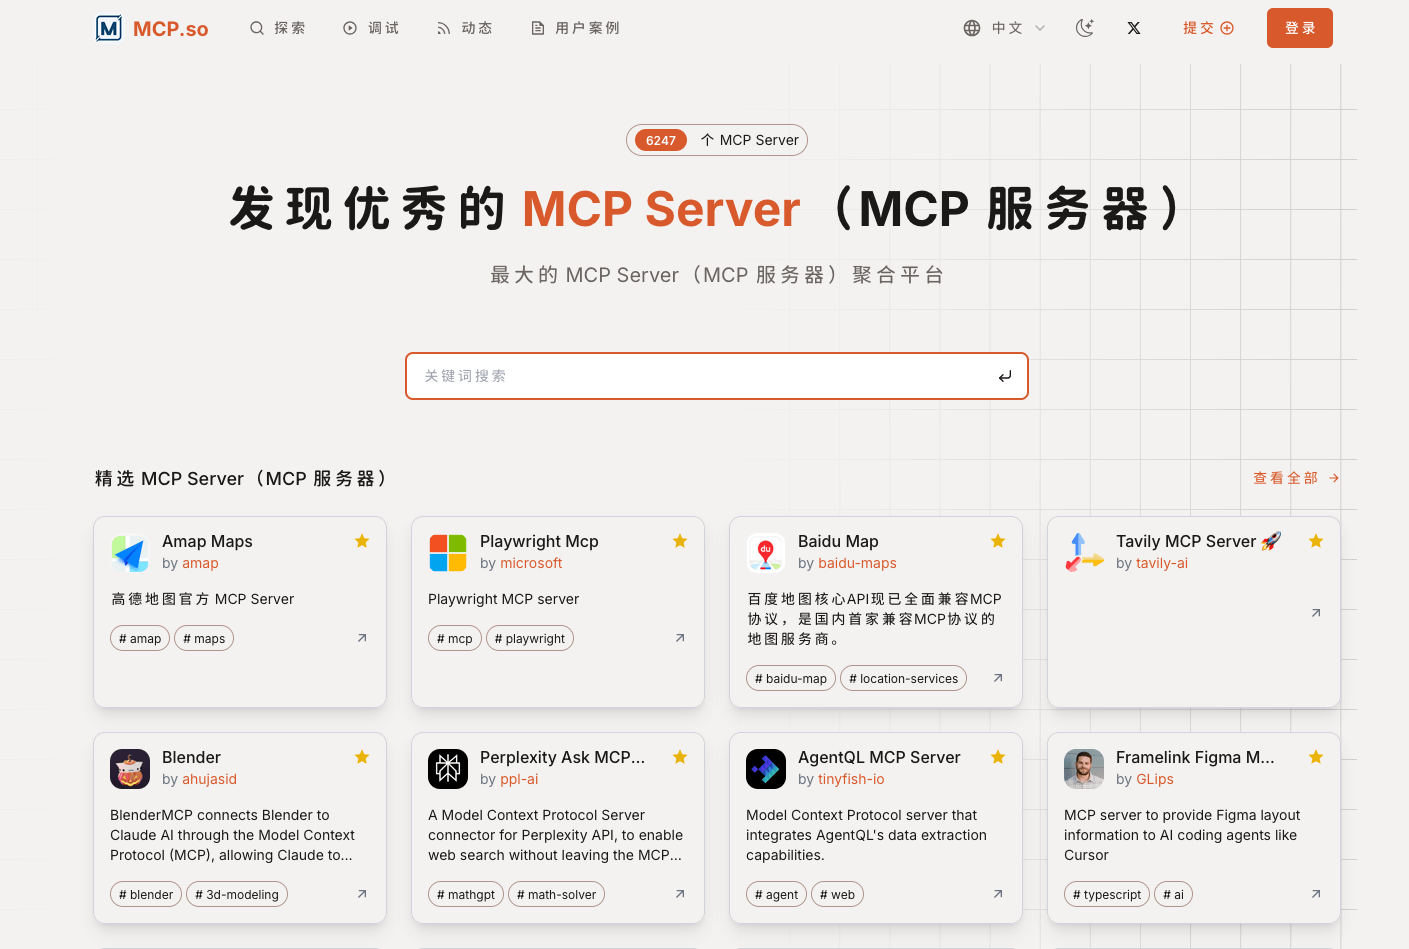 MCP.so
探索
调试
动态
用户案例
中文
提交
登录
6247 个 MCP Server
发现优秀的 MCP Server（MCP 服务器）
最大的 MCP Server（MCP 服务器）聚合平台
关键词搜索
精选 MCP Server（MCP 服务器）
查看全部
Amap Maps
by amap
高德地图官方 MCP Server
# amap
# maps
Playwright Mcp
by microsoft
Playwright MCP server
# mcp
# playwright
du
Baidu Map
by baidu-maps
百度地图核心API现已全面兼容MCP
协议，是国内首家兼容MCP协议的
地图服务商。
# baidu-map
# location-services
Tavily MCP Server 🚀
by tavily-ai
Blender
by ahujasid
BlenderMCP connects Blender to
Claude AI through the Model Context
Protocol (MCP), allowing Claude to...
# blender
# 3d-modeling
Perplexity Ask MCP...
by ppl-ai
A Model Context Protocol Server
connector for Perplexity API, to enable
web search without leaving the MCP...
# mathgpt
# math-solver
AgentQL MCP Server
by tinyfish-io
Model Context Protocol server that
integrates AgentQL's data extraction
capabilities.
# agent
# web
Framelink Figma M...
by GLips
MCP server to provide Figma layout
information to AI coding agents like
Cursor
# typescript
# ai